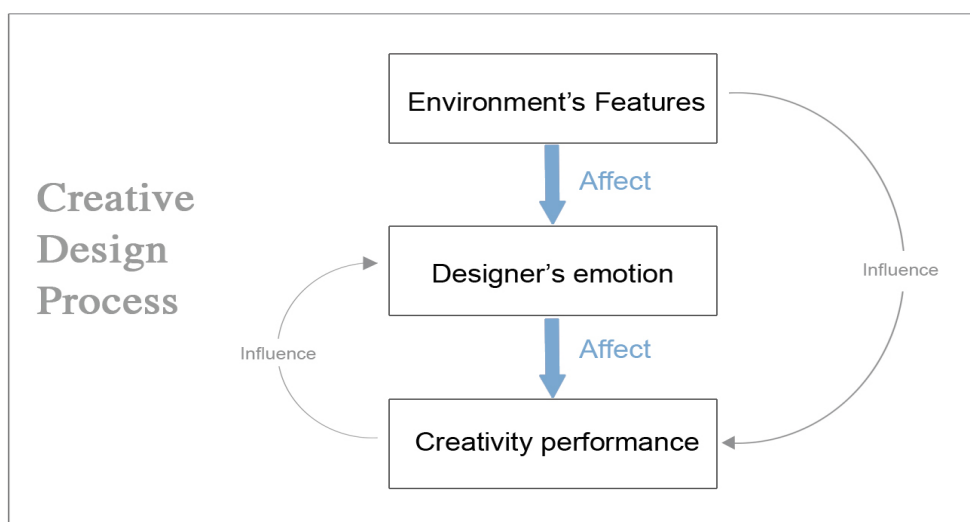 Creative
Design
Process
Environment’s Features
Affect
Designer’s emotion
Influence
Influence
Affect
Creativity performance